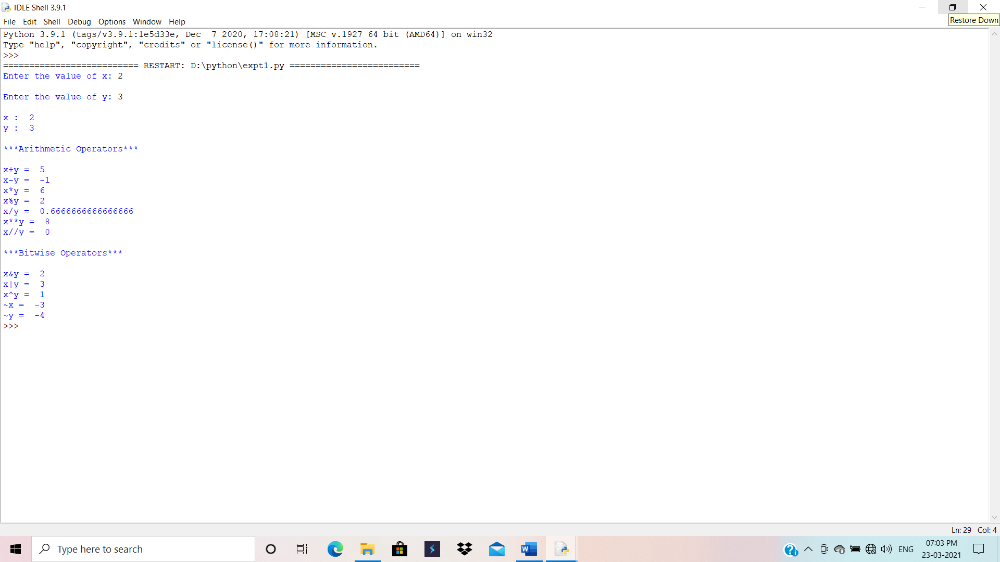 IDLE Shell 3.9.1
File Edit Shell Debug Options Window Help
Restore Down
Python 3.9.1 (tags/v3.9.1:1e5d33e, Dec  7 2020, 17:08:21) [MSC v.1927 64 bit (AMD64)] on win32
Type "help", "copyright", "credits" or "license()" for more information.
>>>
========================== RESTART: D:\python\expt1.py =========================
Enter the value of x: 2
Enter the value of y: 3
x :  2
y :  3
***Arithmetic Operators***
x+y =  5
x-y =  -1
x*y =  6
x%y =  2
x/y =  0.6666666666666666
x**y =  8
x//y =  0
***Bitwise Operators***
x&y =  2
x|y =  3
x^y =  1
~x =  -3
~y =  -4
>>>
Ln: 29 Col: 4
Type here to search
ENG
07:03 PM
23-03-2021